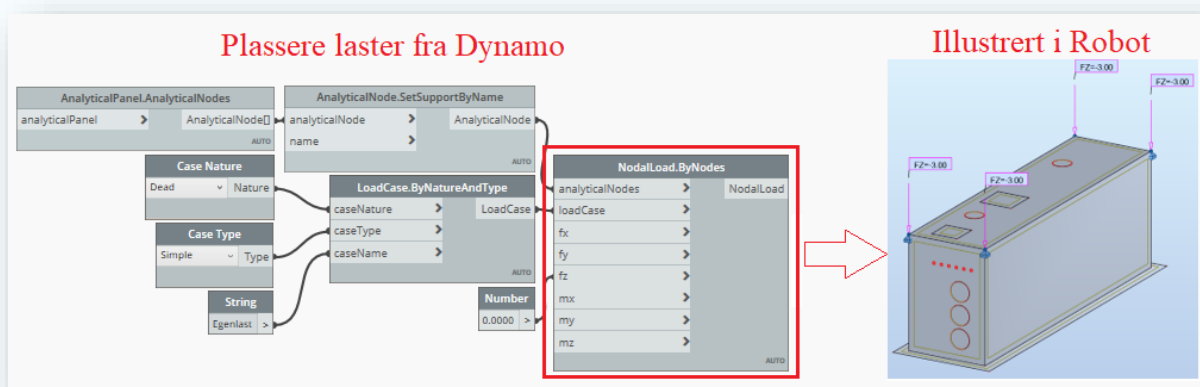 Plassere laster fra Dynamo
Illustrert i Robot
AnalyticalPanel.AnalyticalNodes
analyticalPanel > AnalyticalNode[]
AUTO
AnalyticalNode.SetSupportByName
analyticalNode > AnalyticalNode
name >
AUTO
Case Nature
Dead Nature
Case Type
Simple Type
String
Egenlast >
LoadCase.ByNatureAndType
caseNature > LoadCase
caseType >
caseName >
AUTO
Number
0.0000 >
NodalLoad.ByNodes
analyticalNodes > NodalLoad
loadCase >
fx >
fy >
fz >
mx >
my >
mz >
AUTO
FZ=-3.00
FZ=-3.00
FZ=-3.00
FZ=-3.00